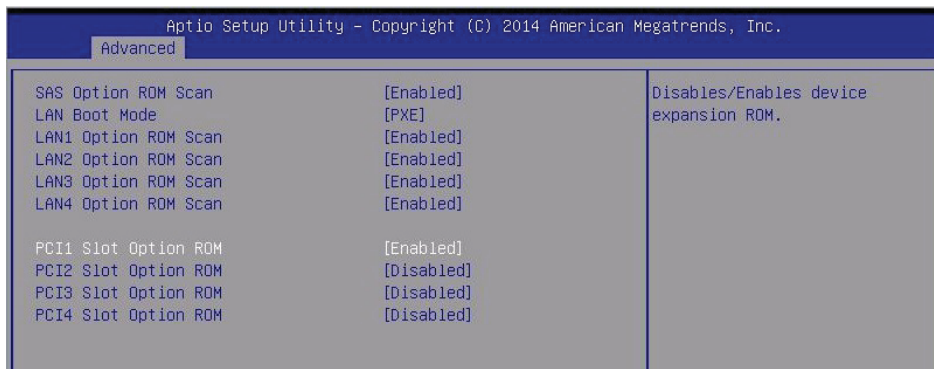 Aptio Setup Utility - Copyright (C) 2014 American Megatrends, Inc.
Advanced
SAS Option ROM Scan [Enabled]
LAN Boot Mode [PXE]
LAN1 Option ROM Scan [Enabled]
LAN2 Option ROM Scan [Enabled]
LAN3 Option ROM Scan [Enabled]
LAN4 Option ROM Scan [Enabled]
PCI1 Slot Option ROM [Enabled]
PCI2 Slot Option ROM [Disabled]
PCI3 Slot Option ROM [Disabled]
PCI4 Slot Option ROM [Disabled]
Disables/Enables device
expansion ROM.